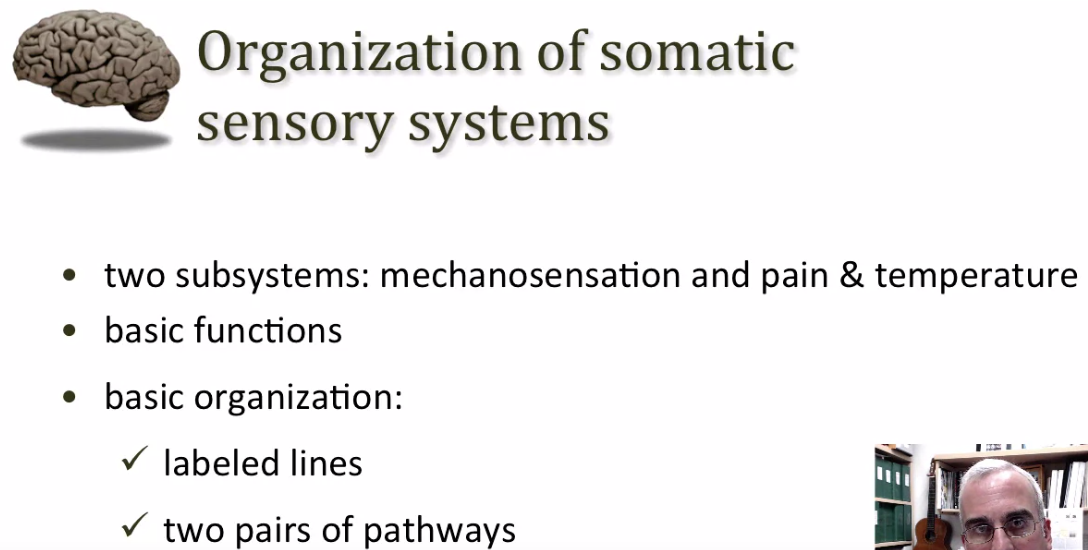 Organization of somatic
sensory systems
• two subsystems: mechanosensation and pain & temperature
• basic functions
• basic organization:
✓ labeled lines
✓ two pairs of pathways